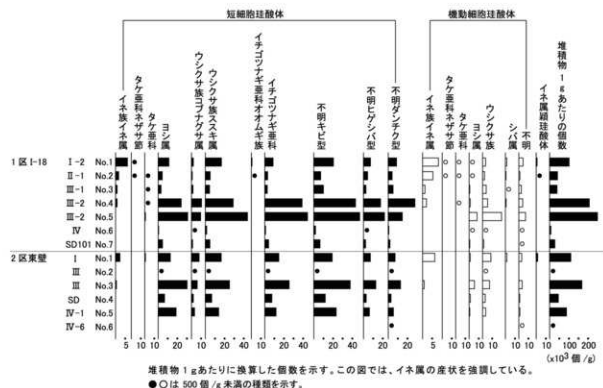 短細胞珪酸体
機動細胞珪酸体
イネ族イネ属
タケ亜科ネザサ節
タケ亜科
ヨシ属
ウシクサ族コブナグサ属
ウシクサ族ススキ属
イチゴツナギ亜科オオムギ族
イチゴツナギ亜科
不明キビ型
不明ヒゲシバ型
不明ダンチク型
イネ族イネ属
タケ亜科ネザサ節
タケ亜科
ヨシ属
ウシクサ族
シバ属
不明
イネ属穎珪酸体
堆積物1gあたりの個数
1区Ⅰ-18 Ⅰ-2 No.1
Ⅱ-1 No.2
Ⅲ-1 No.3
Ⅲ-2 No.4
Ⅲ-2 No.5
Ⅳ No.6
SD101 No.7
2区東壁 Ⅰ No.1
Ⅲ No.2
Ⅲ No.3
SD No.4
Ⅳ-1 No.5
Ⅳ-6 No.6
5 10 10 10 20 10 20 40 10 20 40 20 40 10 20 5 10 10 10 10 10 10 10 100 200
(x10³個/g)
堆積物1gあたりに換算した個数を示す。この図では、イネ属の産状を強調している。
●○は500個/g未満の種類を示す。